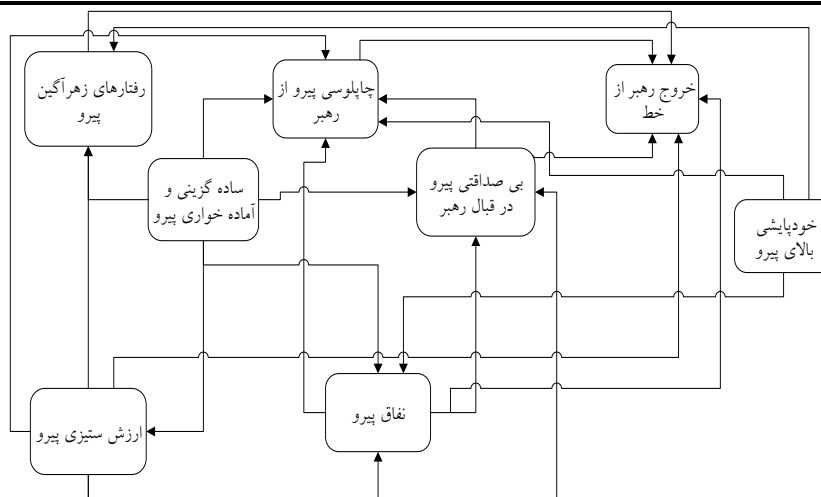 رفتارهای زهرآگین
پیرو
چاپلوسی پیرو از
رهبر
خروج رهبر از
خط
ساده گزینی و
آماده خواری پیرو
بی صداقتی پیرو
در قبال رهبر
خودپایشی
بالای پیرو
ارزش ستیزی پیرو
نفاق پیرو